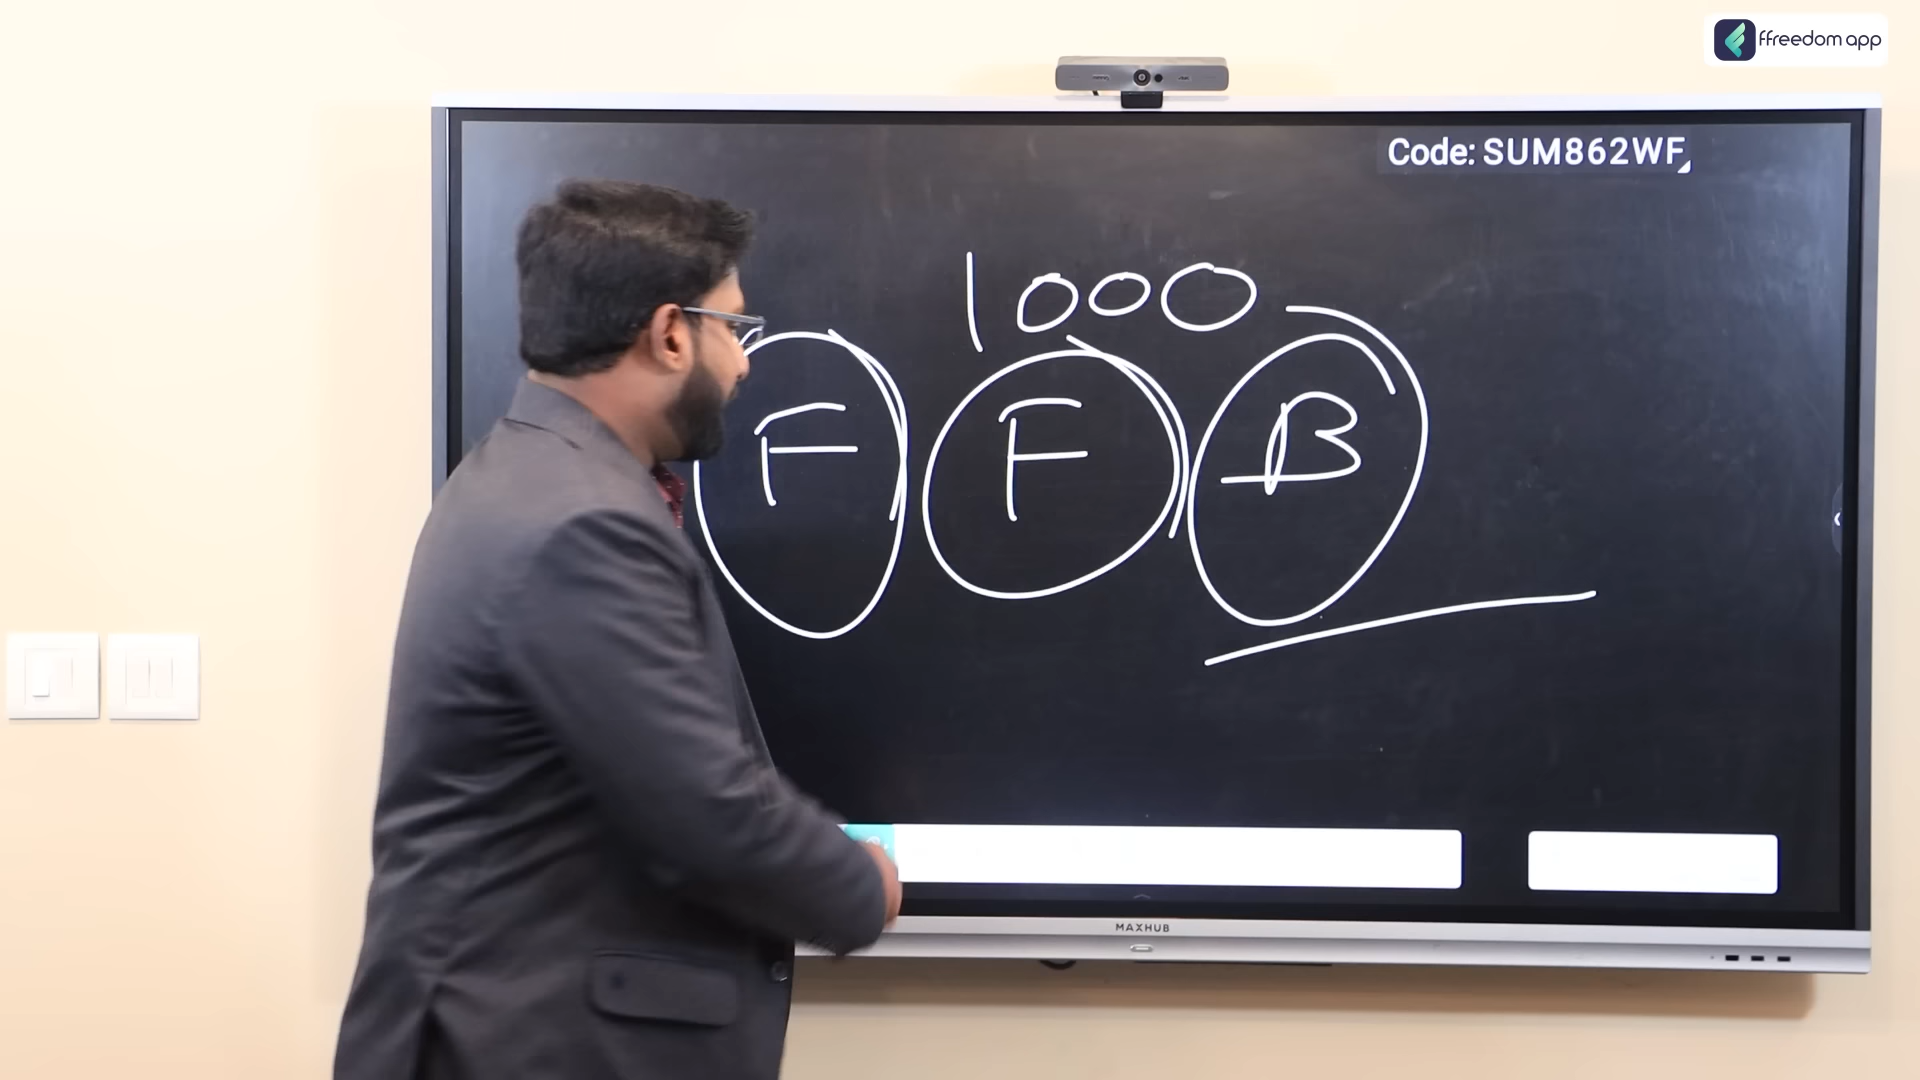 ffreedom app
Code: SUM862WF
1000
F F B
MAXHUB